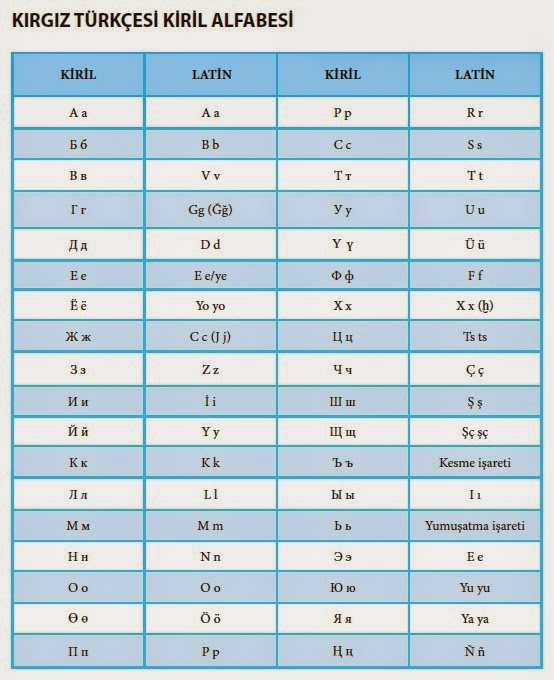 KIRGIZ TÜRKÇESİ KİRİL ALFABESİ
KİRİL LATİN KİRİL LATİN
А а A a Р р R r
Б б B b С с S s
В в V v Т т T t
Г г Gg (Ğğ) У у U u
Д д D d Ү ү Ü ü
Е е E e/ye Ф ф F f
Ё ё Yo yo Х х X x (ḫ)
Ж ж C c (J j) Ц ц Ts ts
З з Z z Ч ч Ç ç
И и İ i Ш ш Ş ş
Й й Y y Щ щ Şç şç
К к K k Ъ ъ Kesme işareti
Л л L l Ы ы I ı
М м M m Ь ь Yumuşatma işareti
Н н N n Э э E e
О о O o Ю ю Yu yu
Ө ө Ö ö Я я Ya ya
П п P p Ң ң Ñ ñ